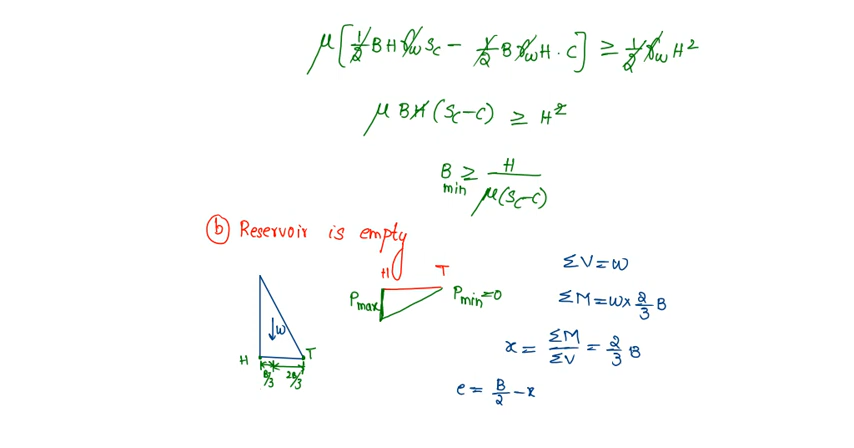 μ[1/2 B H γw Sc − 1/2 B γw H · C] ≥ 1/2 γw H²
μ B H (Sc − C) ≥ H²
B min ≥ H / μ(Sc − C)
(b) Reservoir is empty
ΣV = w
H T
Pmax Pmin = 0
ΣM = w × 2/3 B
↓w
x = ΣM / ΣV = 2/3 B
H T
B/3 2B/3
e = B/2 − x